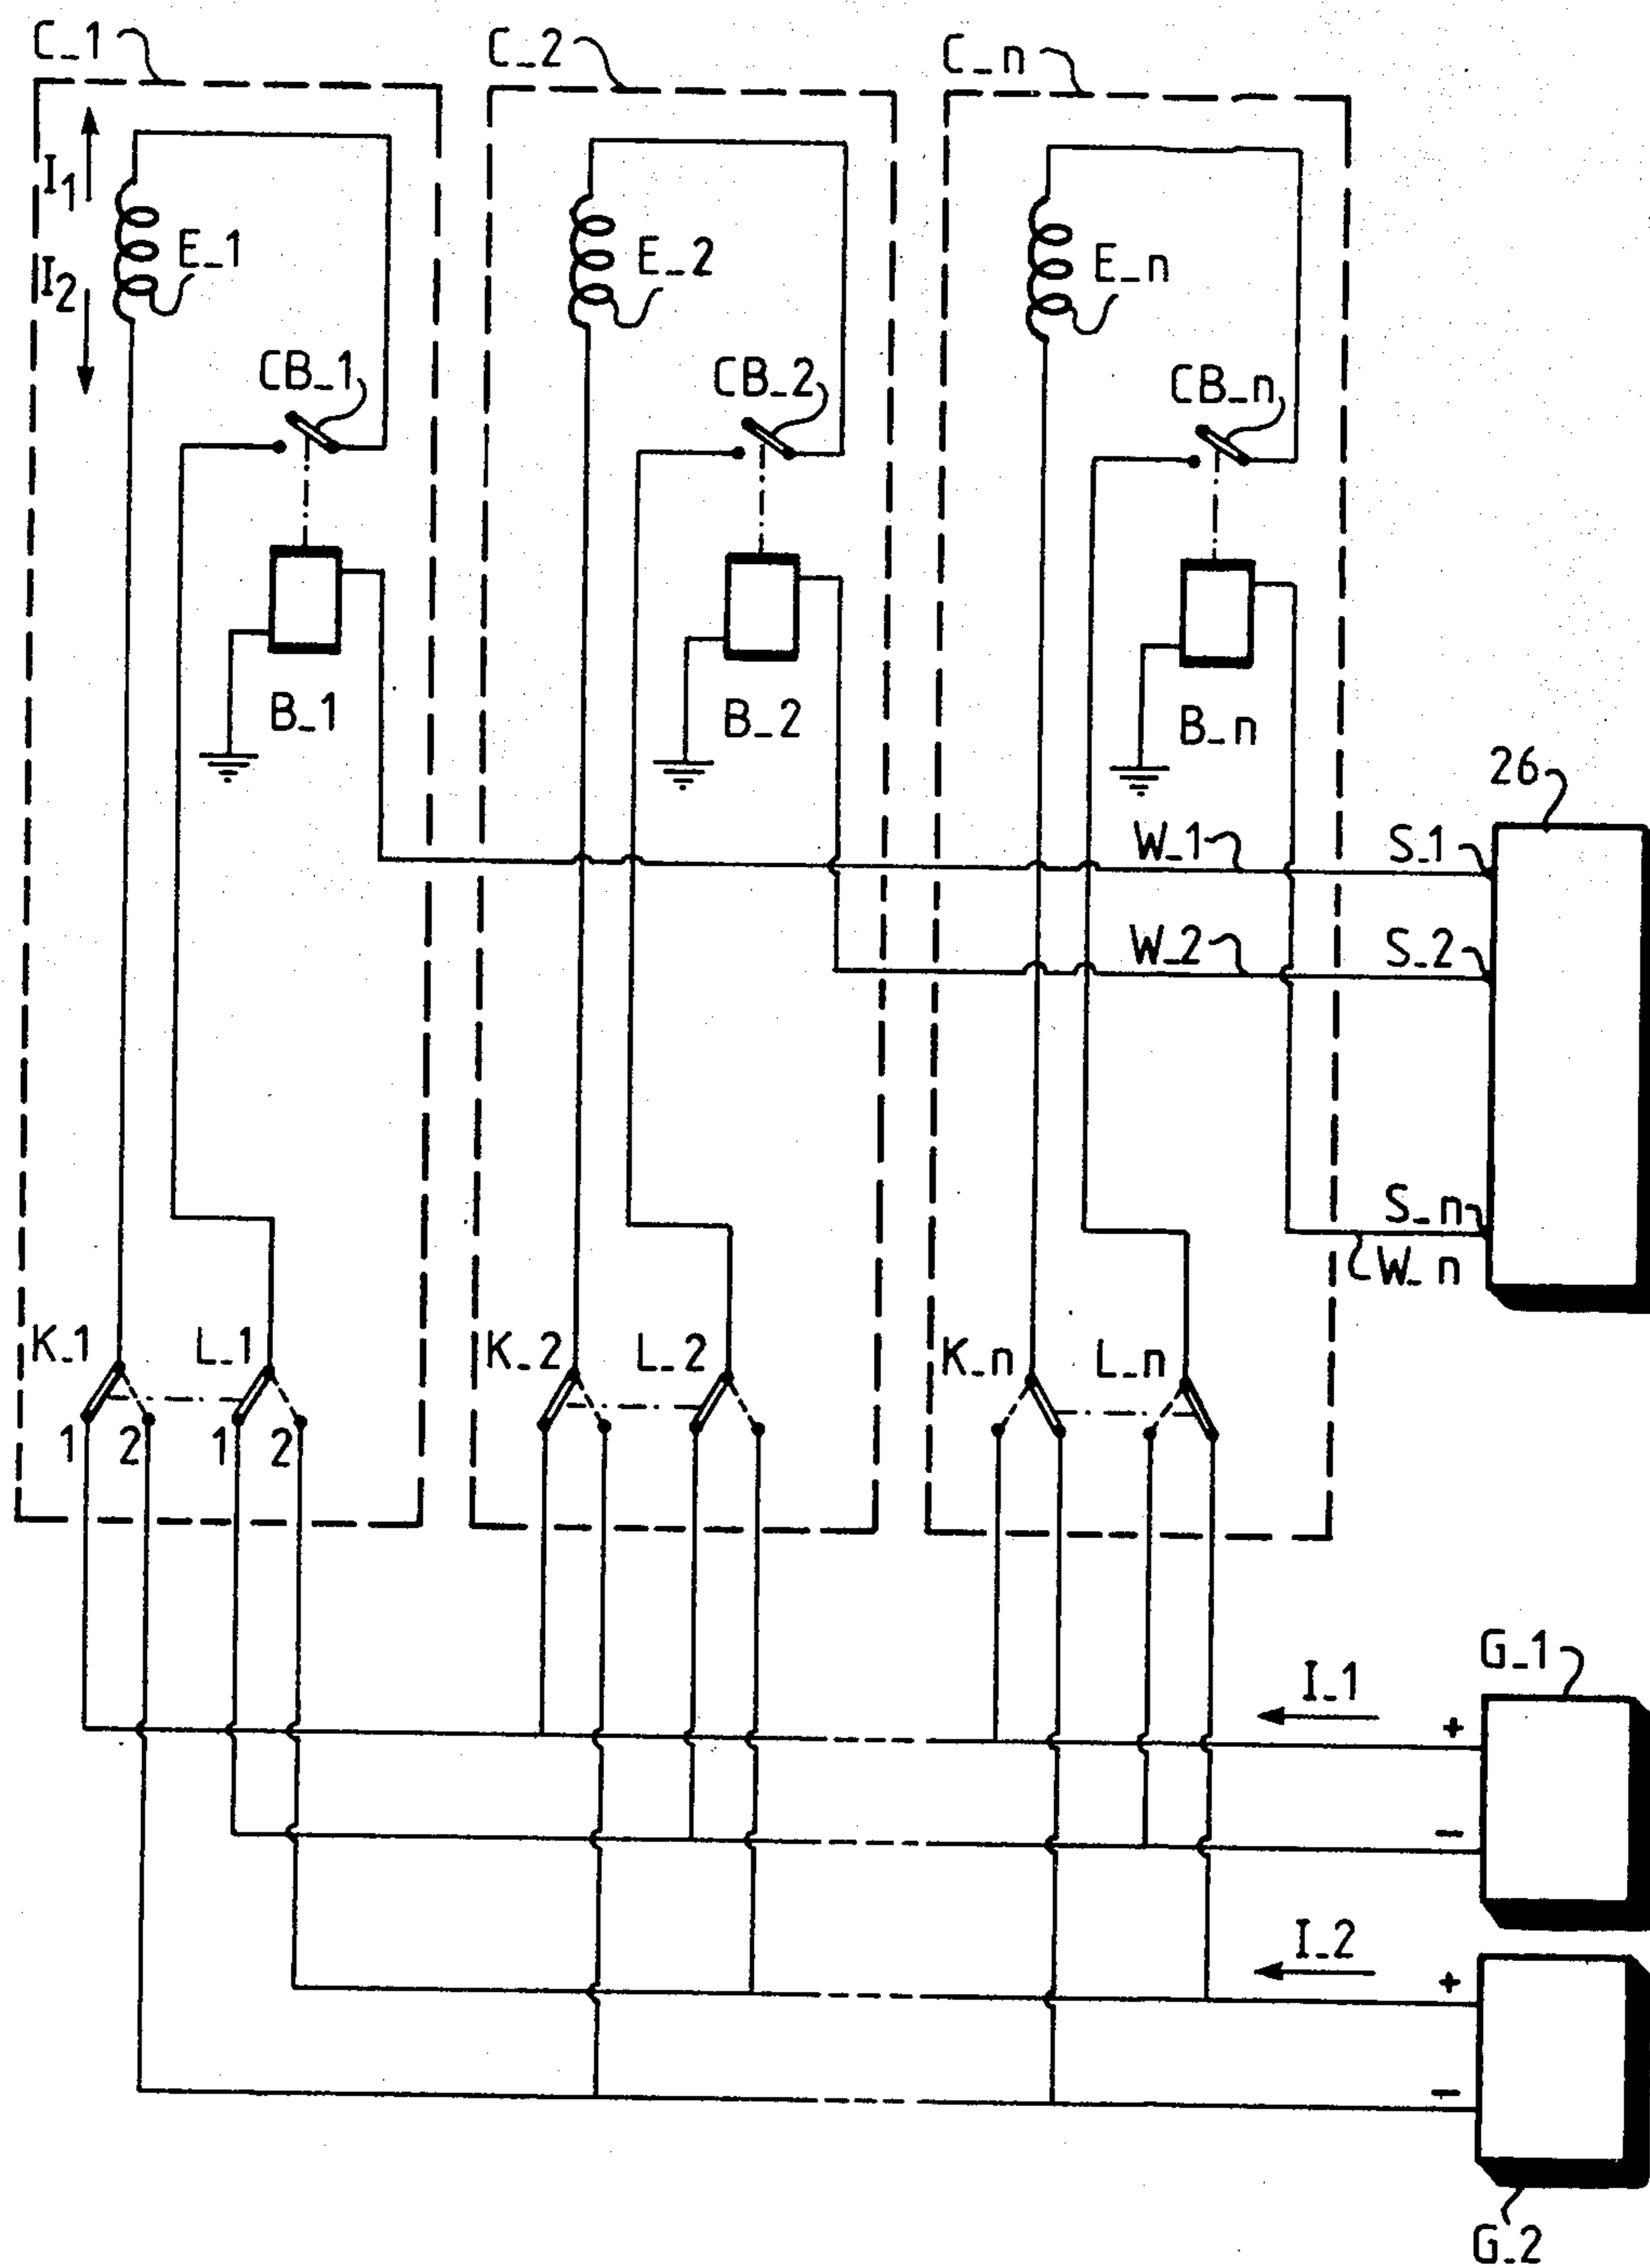 C_1 C_2 C_n
I1
E_1 E_2 E_n
I2
CB_1 CB_2 CB_n
B_1 B_2 B_n
26
W_1 S_1
W_2 S_2
S_n
W_n
K_1 L_1 K_2 L_2 K_n L_n
1 2 1 2
G_1
I_1
+
−
I_2
+
−
G_2